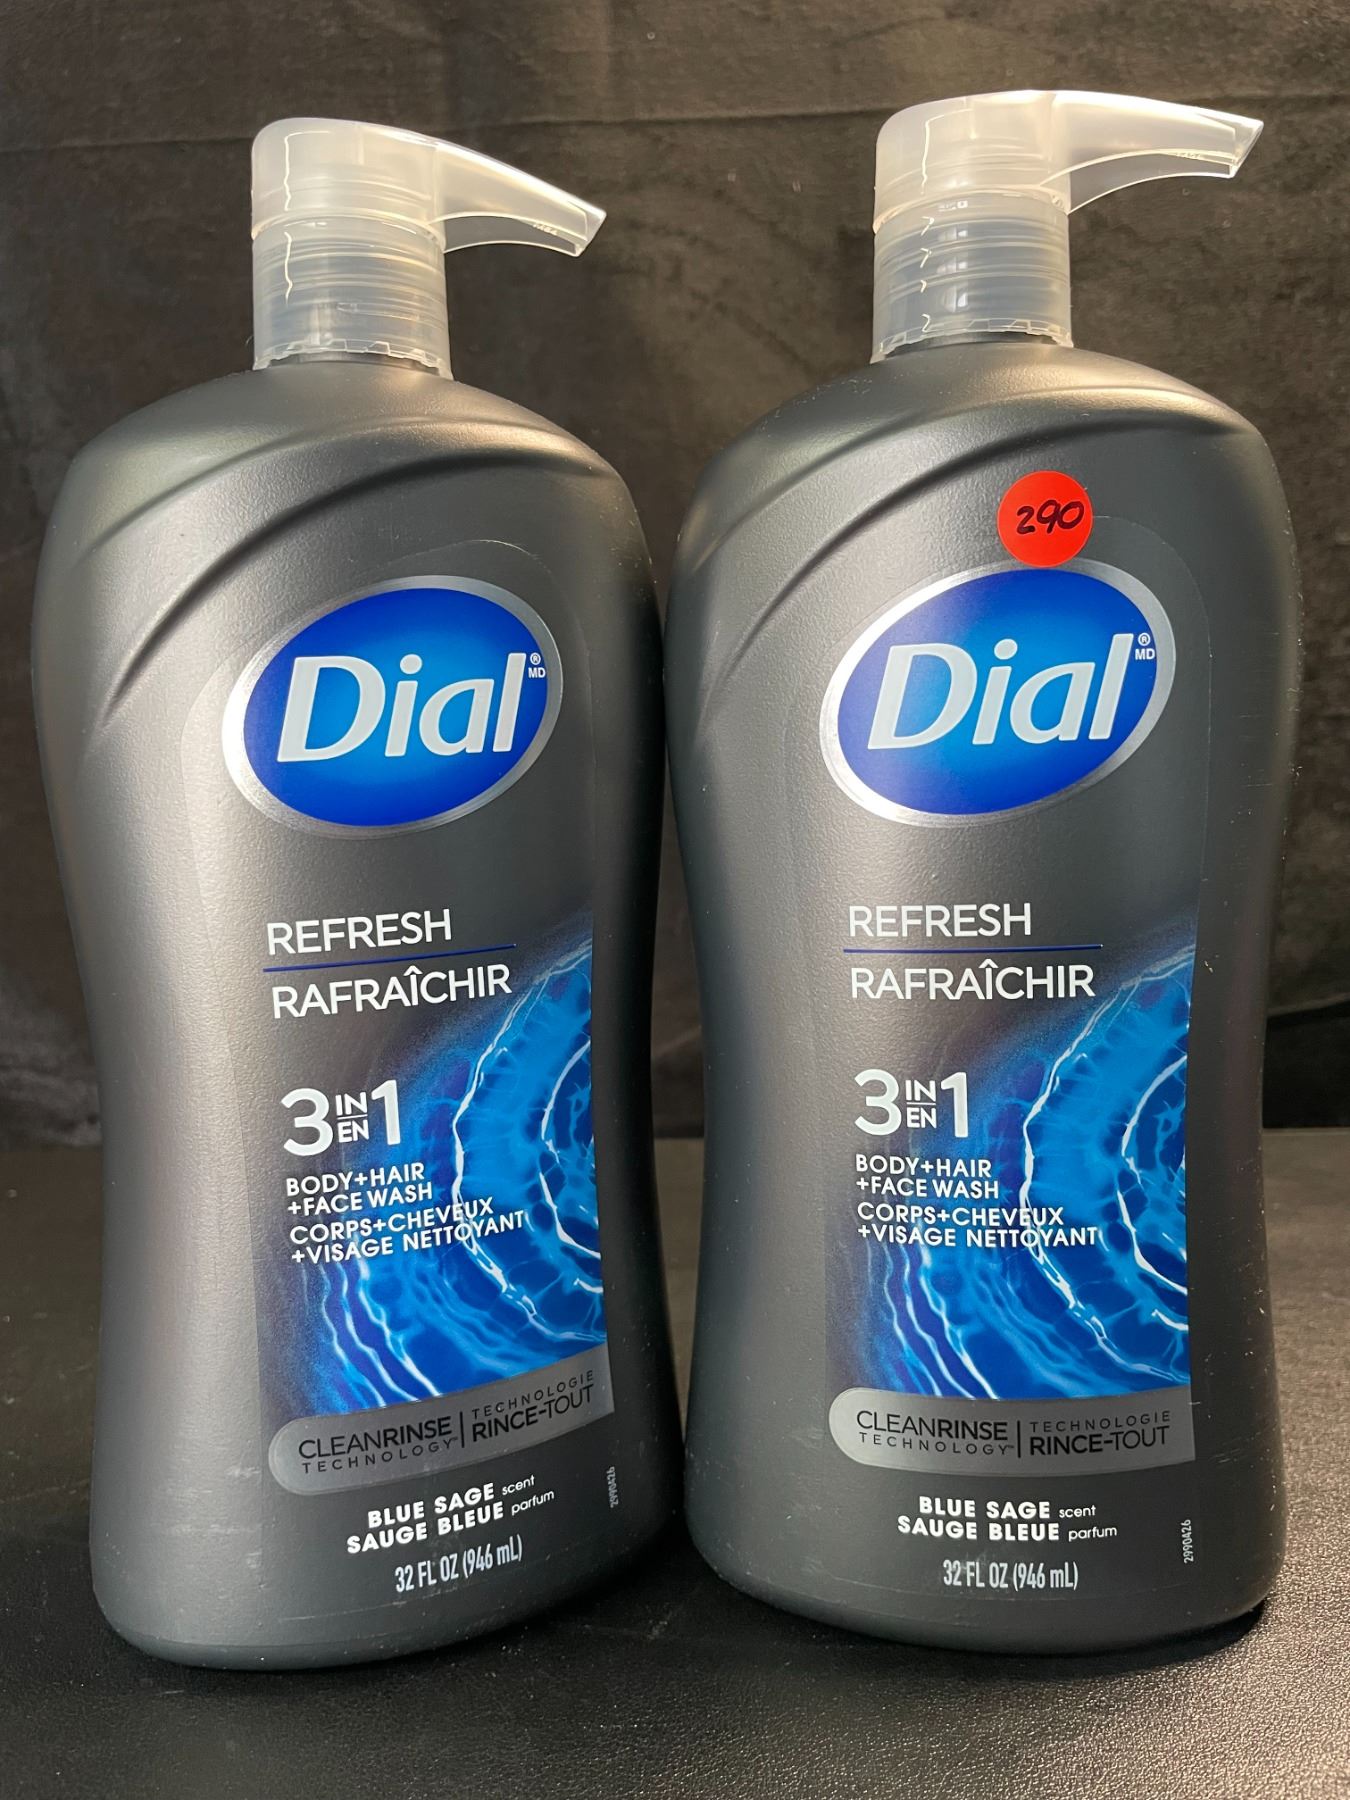 Dial® MD
REFRESH
RAFRAÎCHIR
3 IN EN 1
BODY+HAIR
+FACE WASH
CORPS+CHEVEUX
+VISAGE NETTOYANT
CLEANRINSE
TECHNOLOGY™
TECHNOLOGIE
RINCE-TOUT
BLUE SAGE scent
SAUGE BLEUE parfum
32 FL OZ (946 mL)
2990426
290
Dial® MD
REFRESH
RAFRAÎCHIR
3 IN EN 1
BODY+HAIR
+FACE WASH
CORPS+CHEVEUX
+VISAGE NETTOYANT
CLEANRINSE
TECHNOLOGY™
TECHNOLOGIE
RINCE-TOUT
BLUE SAGE scent
SAUGE BLEUE parfum
32 FL OZ (946 mL)
2990426